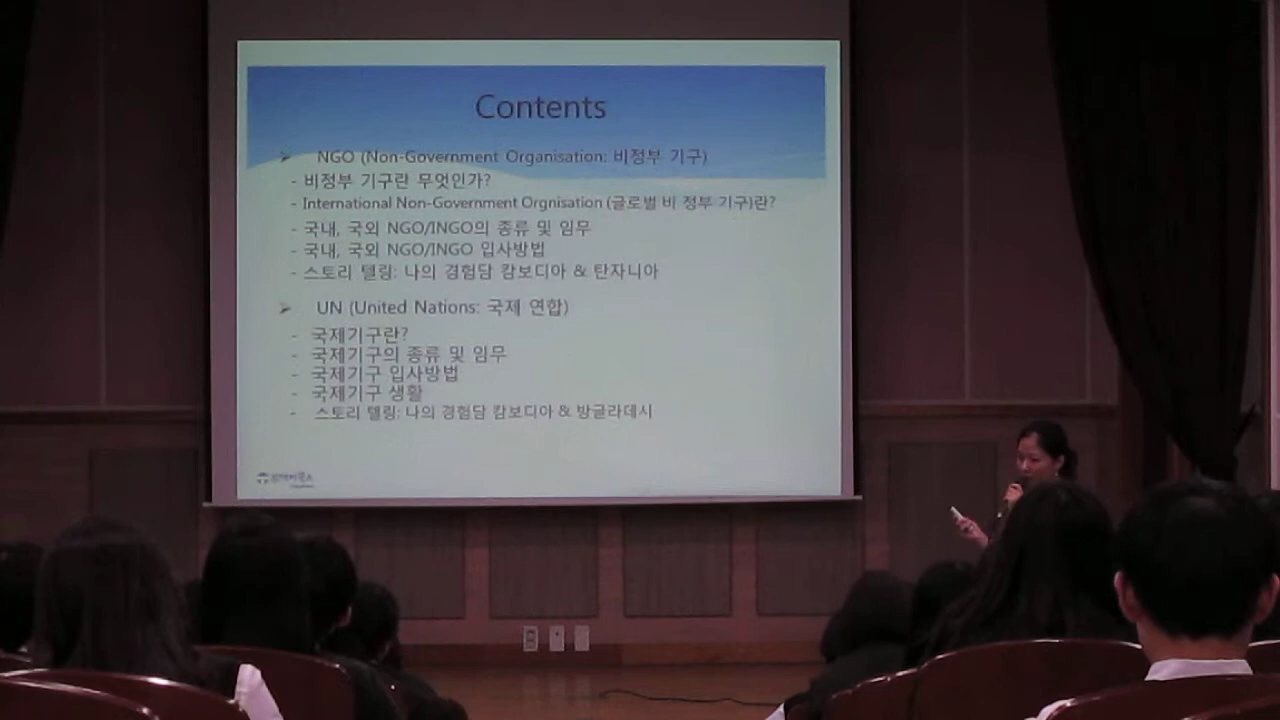 Contents
➢ NGO (Non-Government Organisation: 비정부 기구)
- 비정부 기구란 무엇인가?
- International Non-Government Orgnisation (글로벌 비 정부 기구)란?
- 국내, 국외 NGO/INGO의 종류 및 임무
- 국내, 국외 NGO/INGO 입사방법
- 스토리 텔링: 나의 경험담 캄보디아 & 탄자니아
➢ UN (United Nations: 국제 연합)
- 국제기구란?
- 국제기구의 종류 및 임무
- 국제기구 입사방법
- 국제기구 생활
- 스토리 텔링: 나의 경험담 캄보디아 & 방글라데시